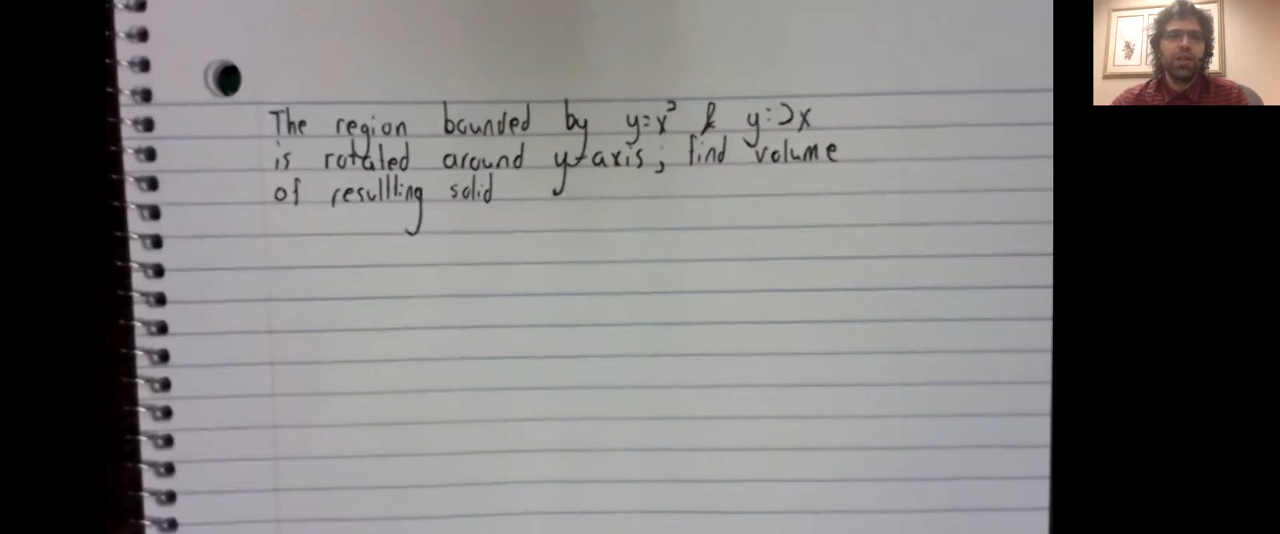 The region bounded by y=x² & y=2x
is rotated around y-axis; find volume
of resulting solid